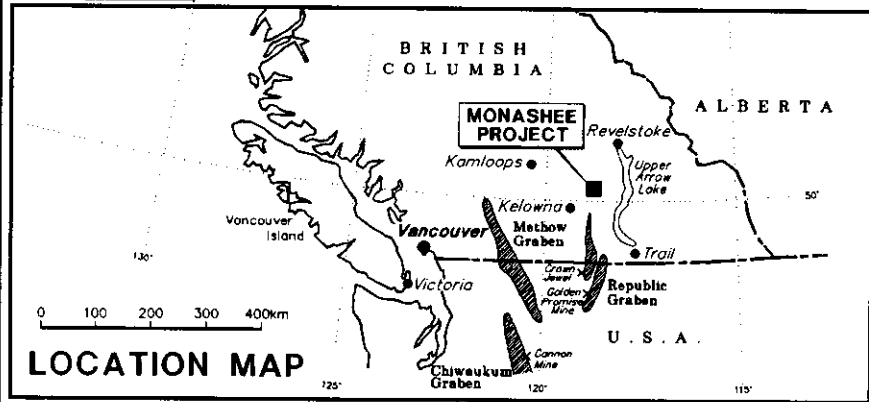 BRITISH
COLUMBIA
ALBERTA
MONASHEE
PROJECT
Revelstoke
Kamloops
Upper
Arrow
Lake
50'
Kelowna
Vancouver
Island
Vancouver
Methow
Graben
Trail
130'
Crown
Jewel
Victoria
Golden
Promise
Mine
Republic
Graben
0 100 200 300 400km
U.S.A.
LOCATION MAP
Chiwaukum
Graben
Cannon
Mine
125'
120'
115'